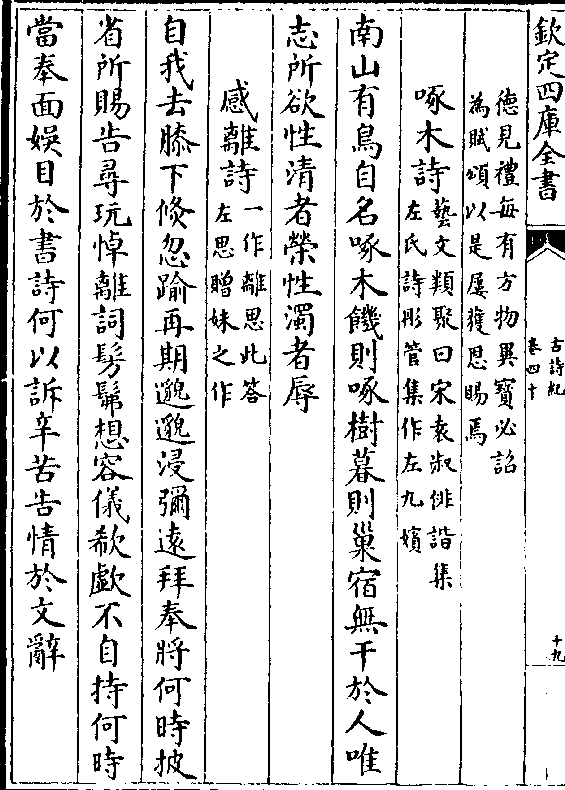 欽定四庫全書
古詩紀
卷四十
十九
德見禮每有方物異寶必詔
為賦頌以是屢獲恩賜焉
啄木詩
藝文類聚曰宋袁淑俳諧集
左氏詩彤管集作左九嬪
南山有鳥自名啄木饑則啄樹暮則巢宿無干於人唯
志所欲性清者榮性濁者辱
感離詩
一作離思此答
左思贈妹之作
自我去膝下倐忽踰再期邈邈浸彌遠拜奉將何時披
省所賜告尋玩悼離詞髣髴想容儀欷歔不自持何時
當奉面娱目於書詩何以訴辛苦告情於文辭